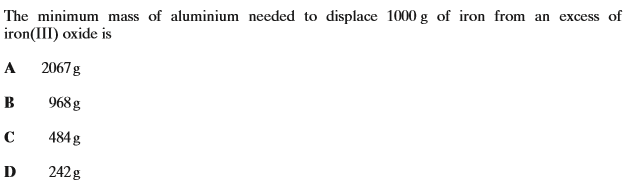 The minimum mass of aluminium needed to displace 1000 g of iron from an excess of
iron(III) oxide is
A 2067 g
B 968 g
C 484 g
D 242 g